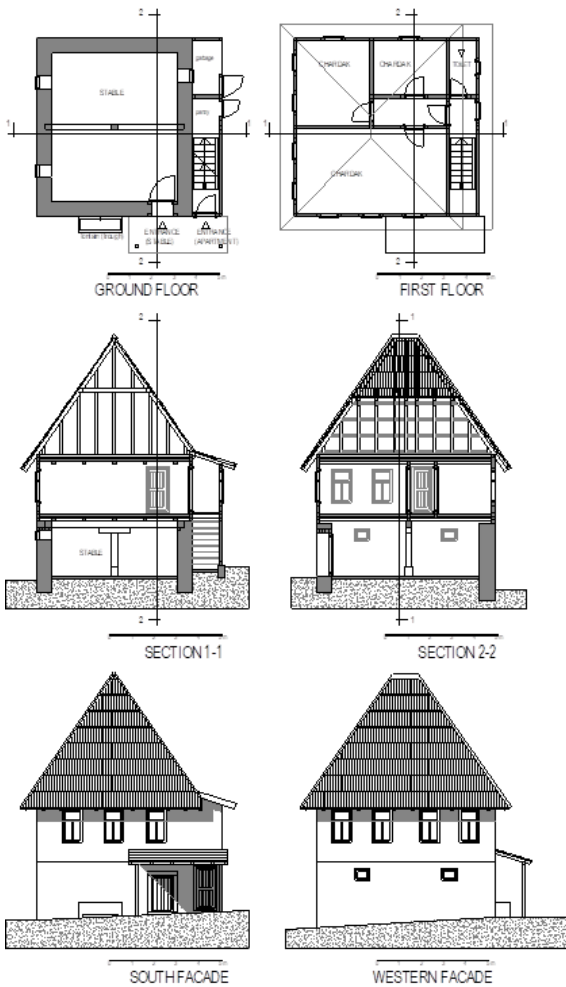 2
2
garbage
STABLE
CHARDAK
CHARDAK
TOILET
pantry
1
1
1
1
CHARDAK
ENTRANCE
(STABLE)
ENTRANCE
(APARTMENT)
2
2
GROUND FLOOR
FIRST FLOOR
2
1
STABLE
2
1
SECTION 1-1
SECTION 2-2
SOUTH FACADE
WESTERN FACADE